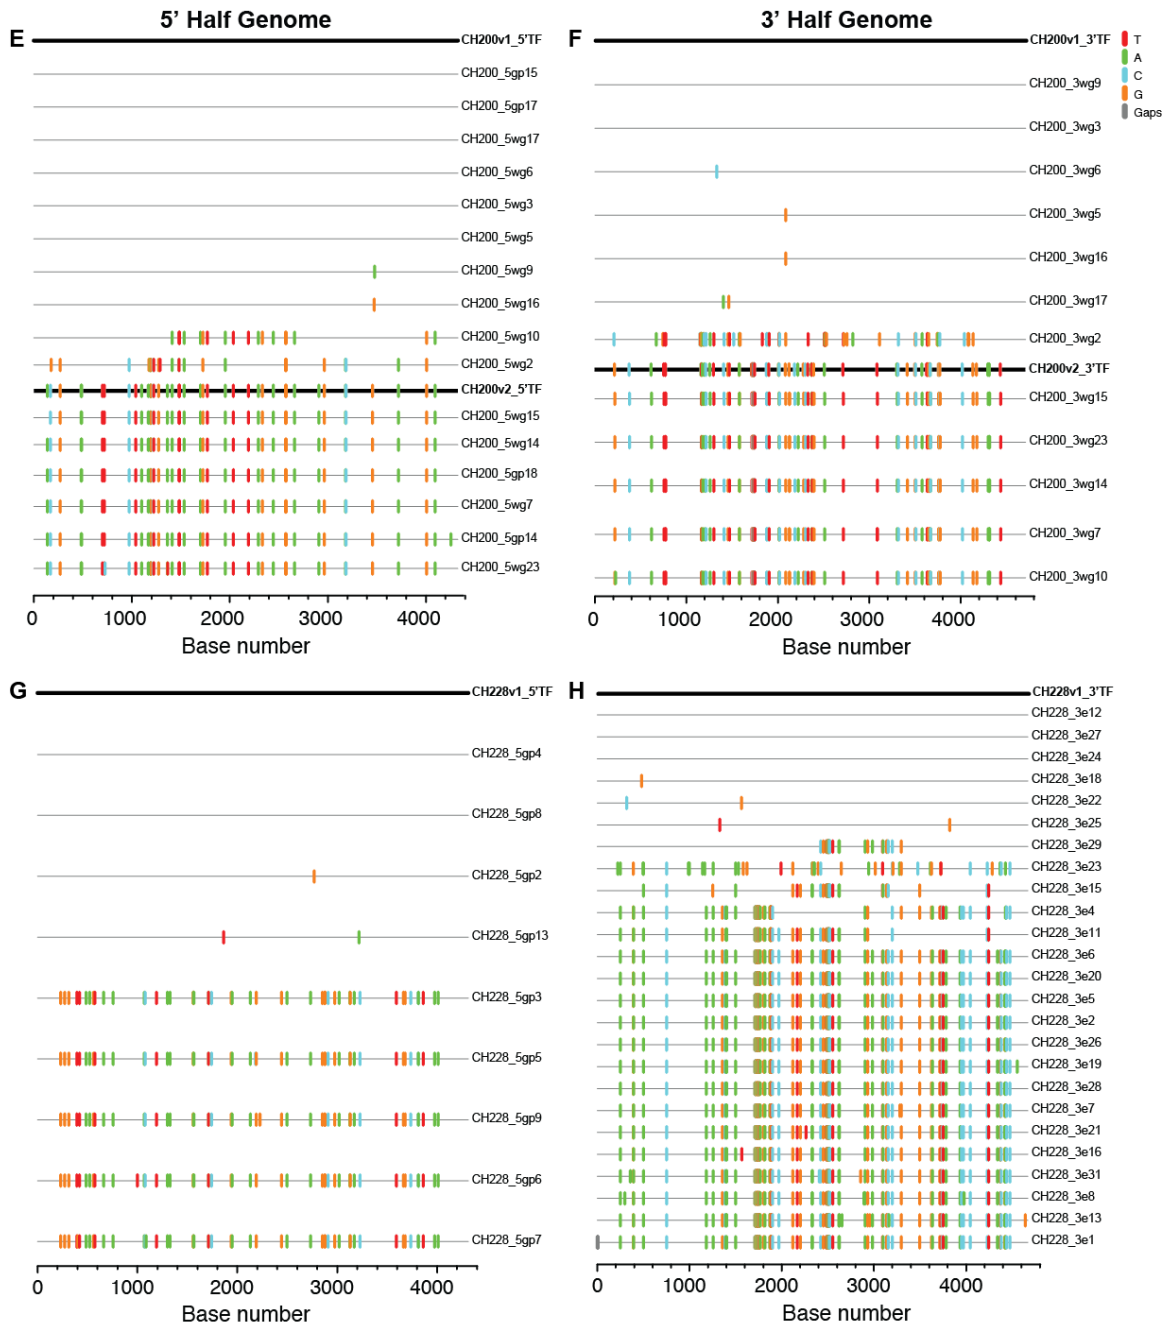 5’ Half Genome
3’ Half Genome
E
CH200v1_5'TF
CH200_5gp15
CH200_5gp17
CH200_5wg17
CH200_5wg6
CH200_5wg3
CH200_5wg5
CH200_5wg9
CH200_5wg16
CH200_5wg10
CH200_5wg2
CH200v2_5'TF
CH200_5wg15
CH200_5wg14
CH200_5gp18
CH200_5wg7
CH200_5gp14
CH200_5wg23
0 1000 2000 3000 4000
Base number
F
CH200v1_3'TF
CH200_3wg9
CH200_3wg3
CH200_3wg6
CH200_3wg5
CH200_3wg16
CH200_3wg17
CH200_3wg2
CH200v2_3'TF
CH200_3wg15
CH200_3wg23
CH200_3wg14
CH200_3wg7
CH200_3wg10
0 1000 2000 3000 4000
Base number
T
A
C
G
Gaps
G
CH228v1_5'TF
CH228_5gp4
CH228_5gp8
CH228_5gp2
CH228_5gp13
CH228_5gp3
CH228_5gp5
CH228_5gp9
CH228_5gp6
CH228_5gp7
0 1000 2000 3000 4000
Base number
H
CH228v1_3'TF
CH228_3e12
CH228_3e27
CH228_3e24
CH228_3e18
CH228_3e22
CH228_3e25
CH228_3e29
CH228_3e23
CH228_3e15
CH228_3e4
CH228_3e11
CH228_3e6
CH228_3e20
CH228_3e5
CH228_3e2
CH228_3e26
CH228_3e19
CH228_3e28
CH228_3e7
CH228_3e21
CH228_3e16
CH228_3e31
CH228_3e8
CH228_3e13
CH228_3e1
0 1000 2000 3000 4000
Base number